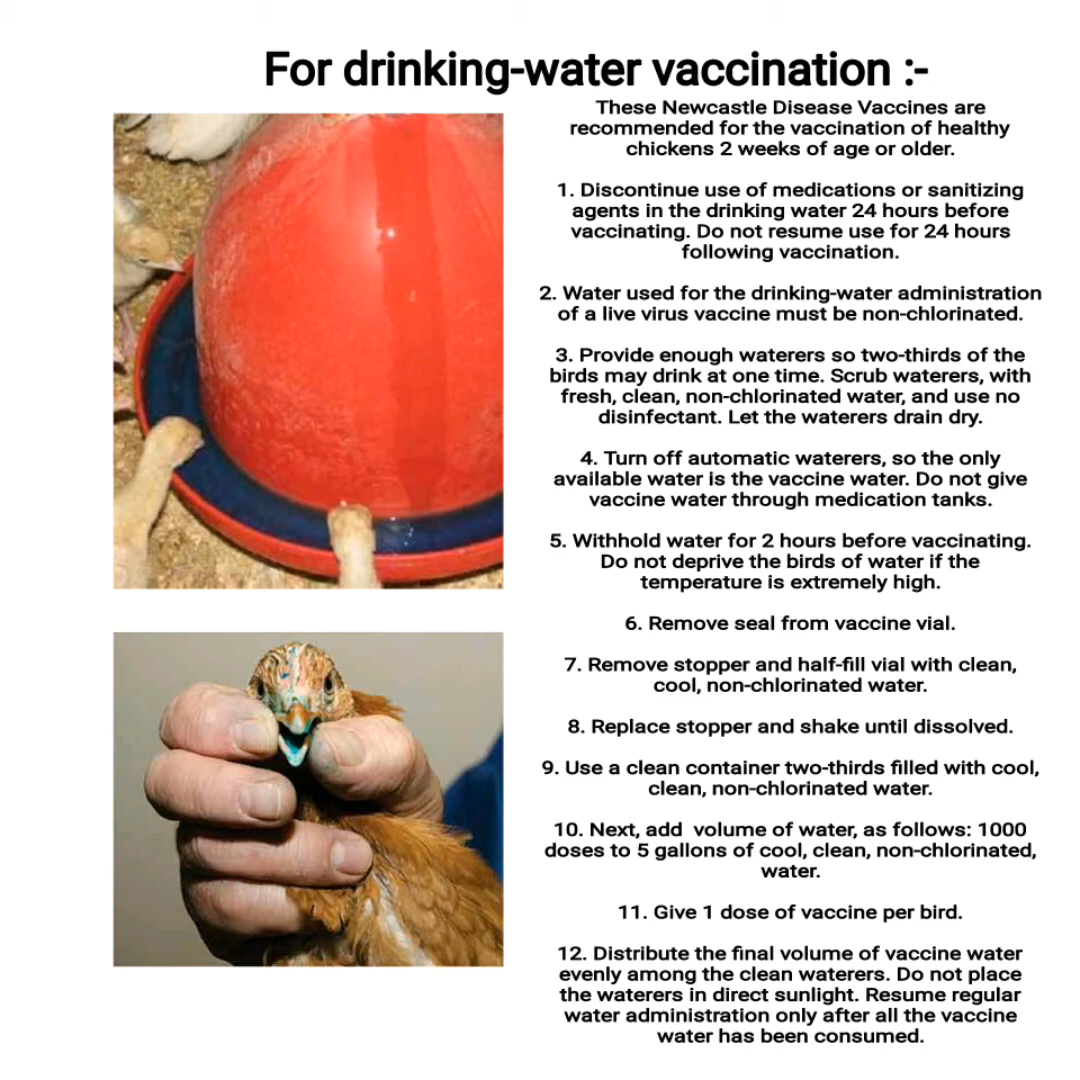 For drinking-water vaccination :-
These Newcastle Disease Vaccines are
recommended for the vaccination of healthy
chickens 2 weeks of age or older.
1. Discontinue use of medications or sanitizing
agents in the drinking water 24 hours before
vaccinating. Do not resume use for 24 hours
following vaccination.
2. Water used for the drinking-water administration
of a live virus vaccine must be non-chlorinated.
3. Provide enough waterers so two-thirds of the
birds may drink at one time. Scrub waterers, with
fresh, clean, non-chlorinated water, and use no
disinfectant. Let the waterers drain dry.
4. Turn off automatic waterers, so the only
available water is the vaccine water. Do not give
vaccine water through medication tanks.
5. Withhold water for 2 hours before vaccinating.
Do not deprive the birds of water if the
temperature is extremely high.
6. Remove seal from vaccine vial.
7. Remove stopper and half-fill vial with clean,
cool, non-chlorinated water.
8. Replace stopper and shake until dissolved.
9. Use a clean container two-thirds filled with cool,
clean, non-chlorinated water.
10. Next, add  volume of water, as follows: 1000
doses to 5 gallons of cool, clean, non-chlorinated,
water.
11. Give 1 dose of vaccine per bird.
12. Distribute the final volume of vaccine water
evenly among the clean waterers. Do not place
the waterers in direct sunlight. Resume regular
water administration only after all the vaccine
water has been consumed.